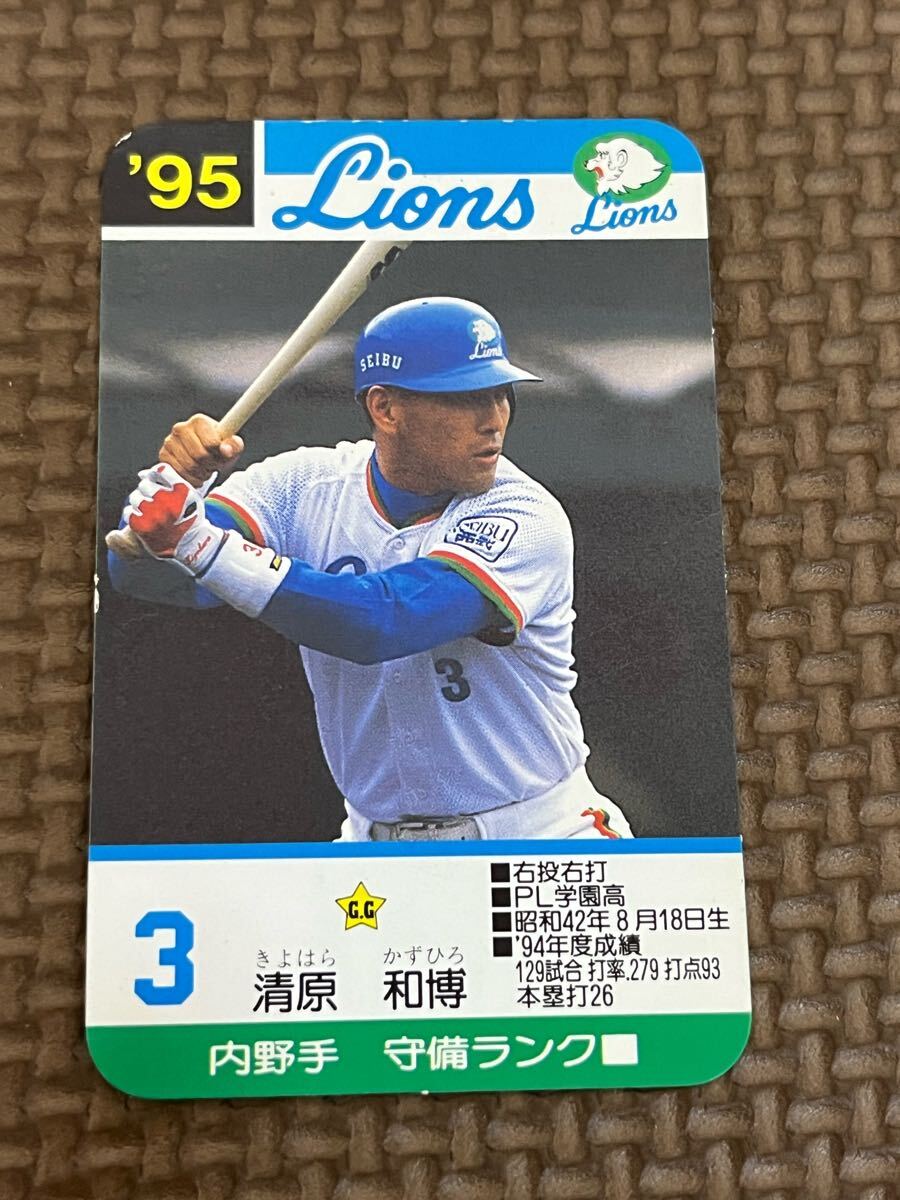 '95
Lions
Lions
SEIBU
Lions
SEIBU
西武
3
3
3
G.G
きよはら かずひろ
清原 和博
■右投右打
■PL学園高
■昭和42年8月18日生
■'94年度成績
129試合 打率.279 打点93
本塁打26
内野手 守備ランク■